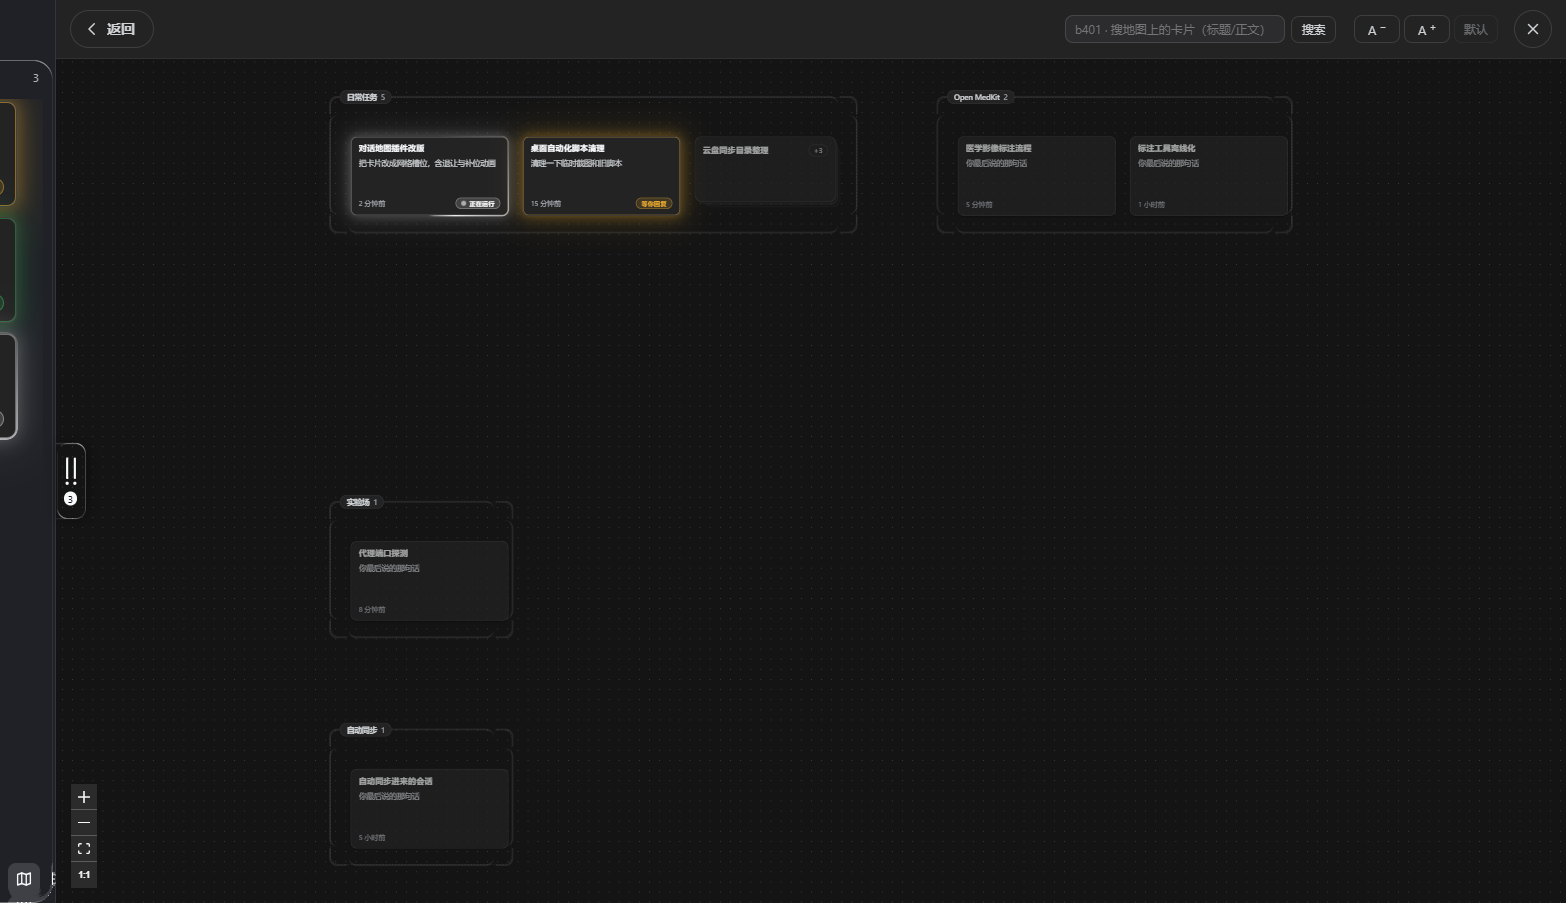 返回
b401 · 搜地图上的卡片（标题/正文）
搜索
A⁻
A⁺
默认
3
日常任务 5
对话地图插件改版
把卡片改成网格槽位，含退让与补位动画
2 分钟前
正在运行
桌面自动化脚本清理
清理一下临时截图和旧脚本
15 分钟前
等你回复
云盘同步目录整理
+3
Open MedKit 2
医学影像标注流程
你最后说的那句话
5 分钟前
标注工具离线化
你最后说的那句话
1 小时前
3
实验场 1
代理端口探测
你最后说的那句话
8 分钟前
自动同步 1
自动同步进来的会话
你最后说的那句话
5 小时前
1:1